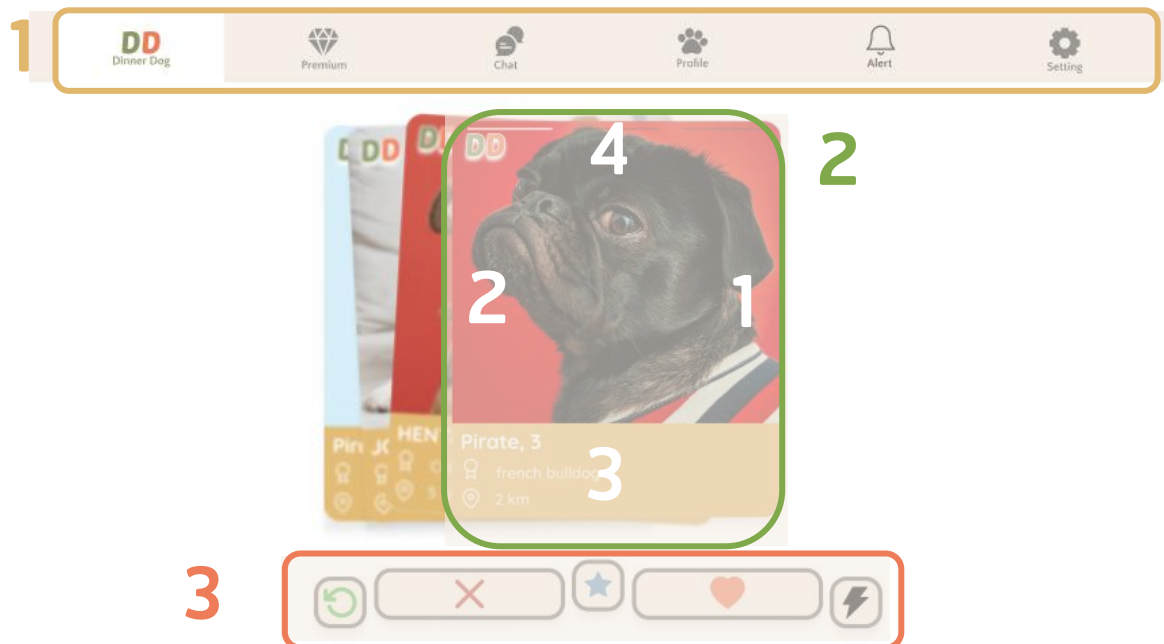 1
DD
Dinner Dog
Premium
Chat
Profile
Alert
Setting
DD
DD
4
2
2
1
HEN
Pirate, 3
french bulldog
3
2 km
3